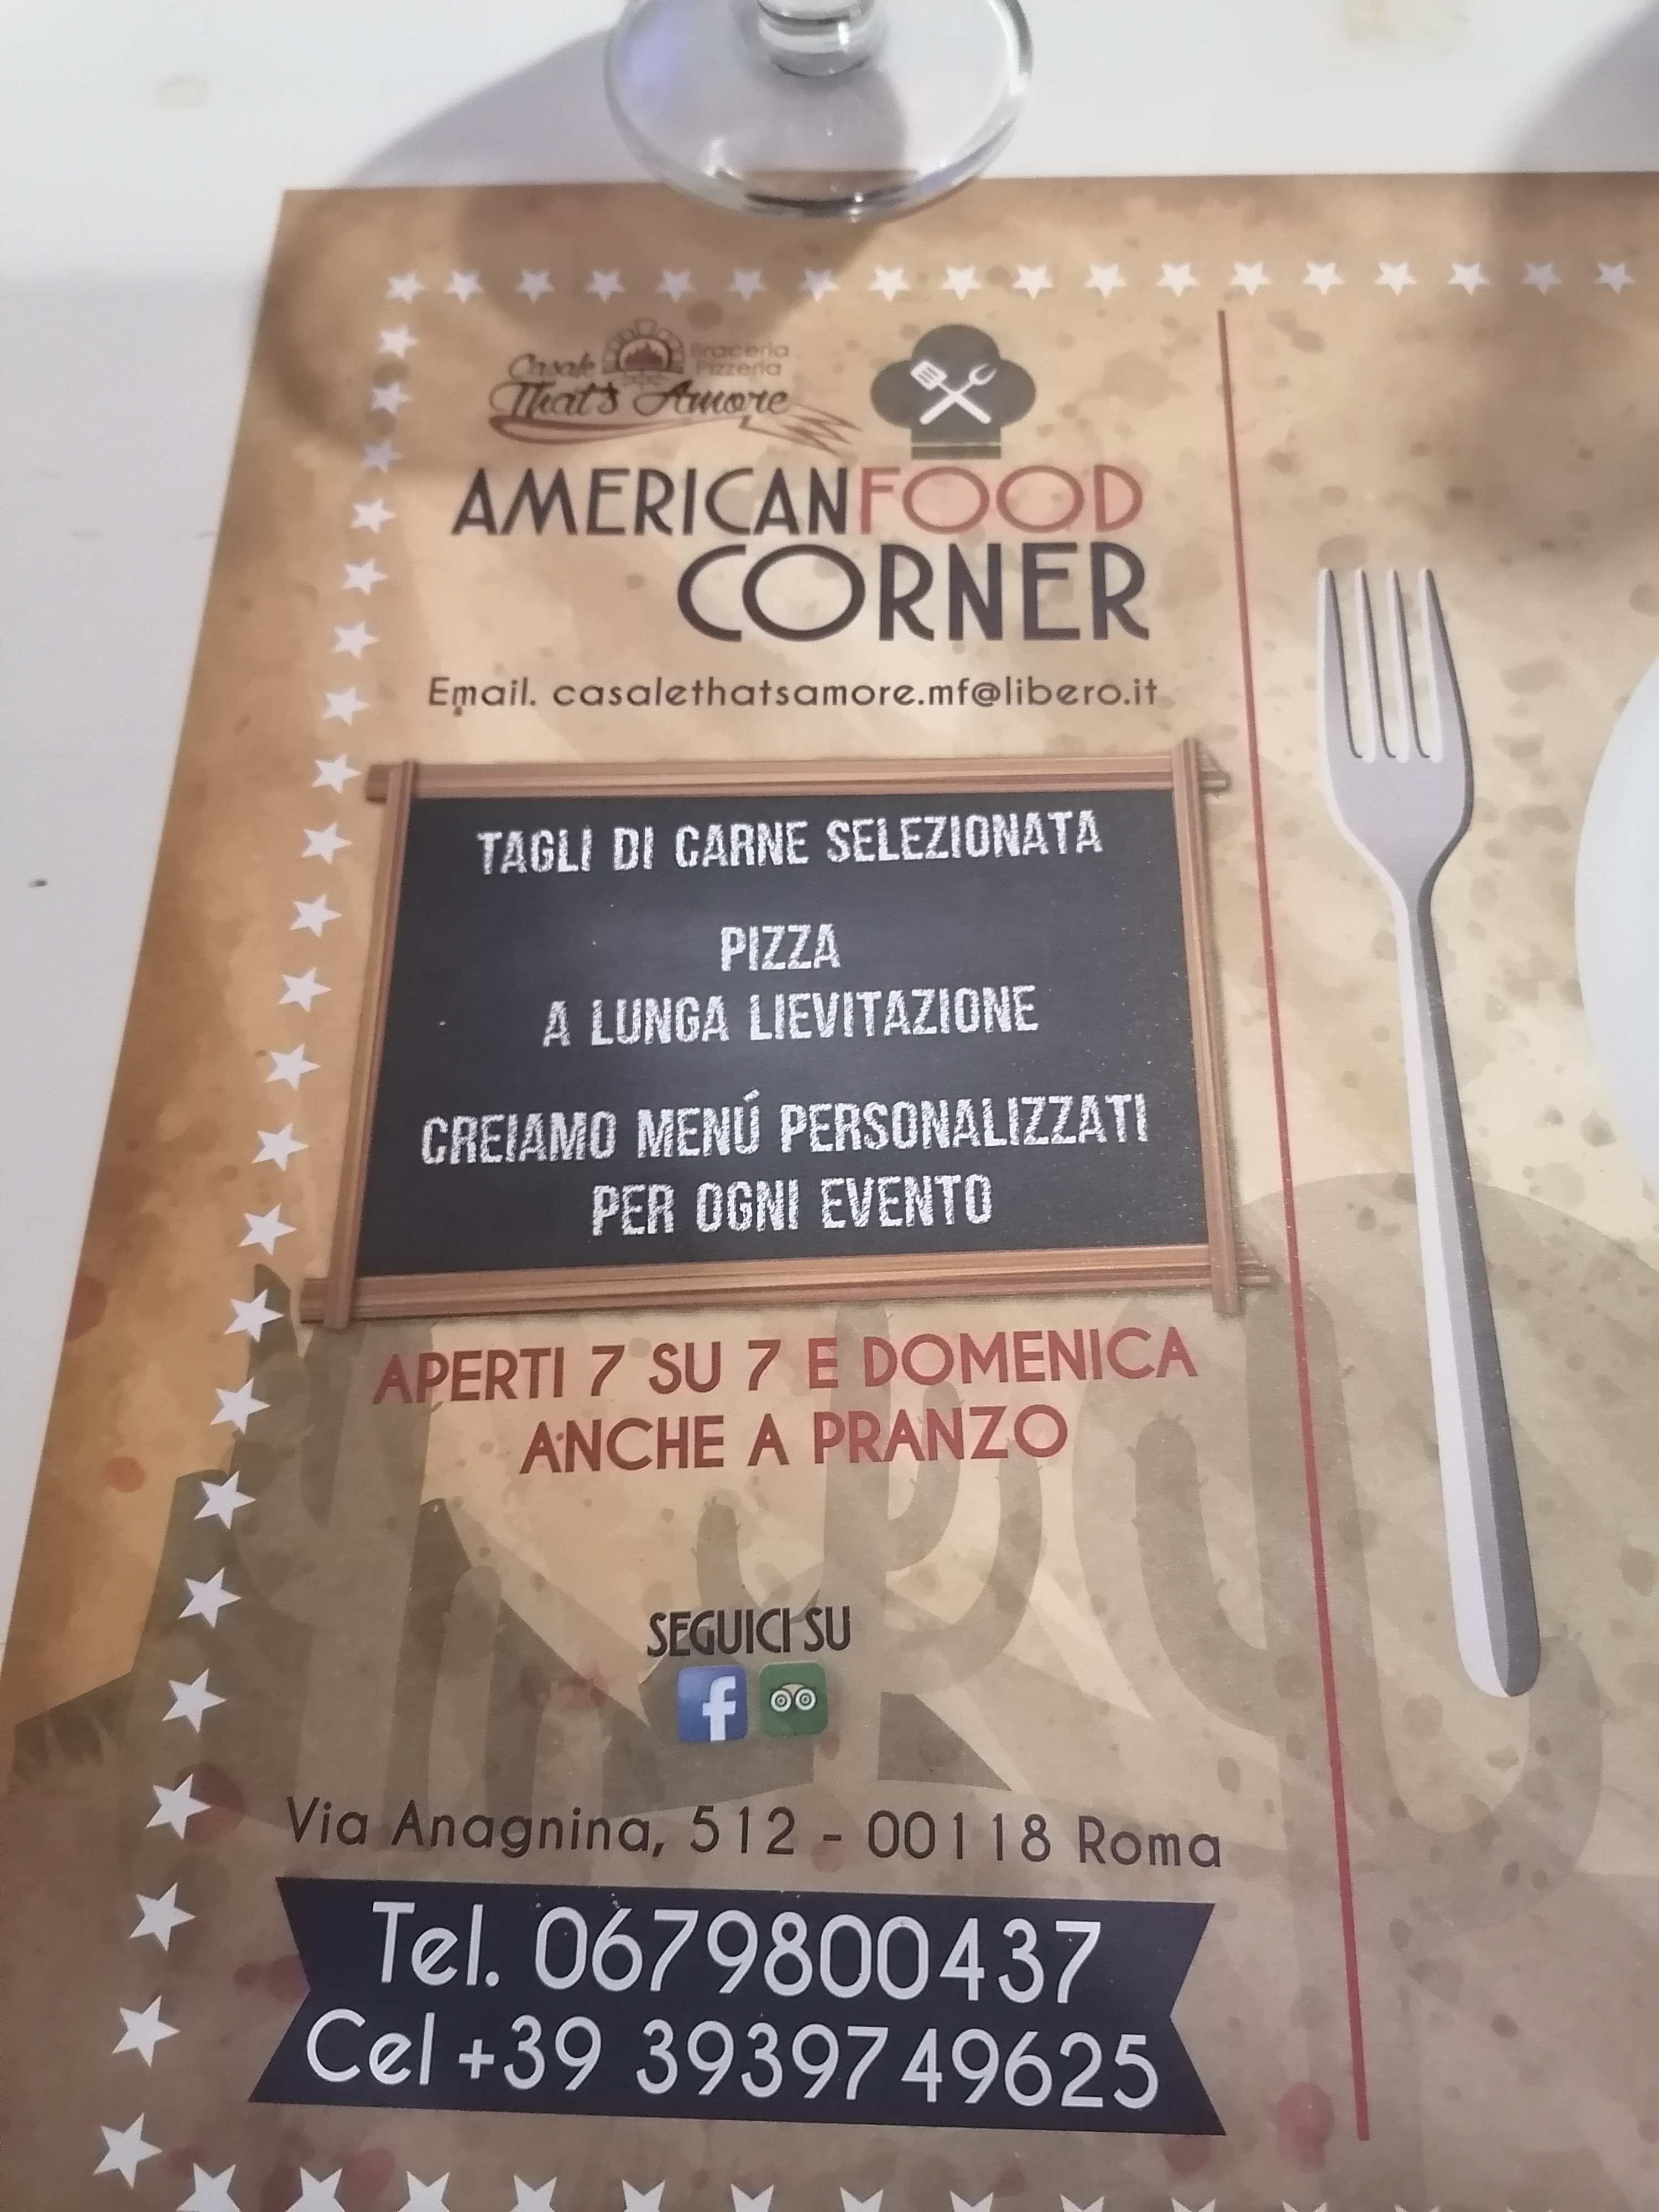 Casale Braceria
Pizzeria
That's Amore
AMERICANFOOD
CORNER
Email. casalethatsamore.mf@libero.it
TAGLI DI CARNE SELEZIONATA
PIZZA
A LUNGA LIEVITAZIONE
CREIAMO MENÚ PERSONALIZZATI
PER OGNI EVENTO
APERTI 7 SU 7 E DOMENICA
ANCHE A PRANZO
SEGUICI SU
f
Via Anagnina, 512 - 00118 Roma
Tel. 0679800437
Cel +39 3939749625